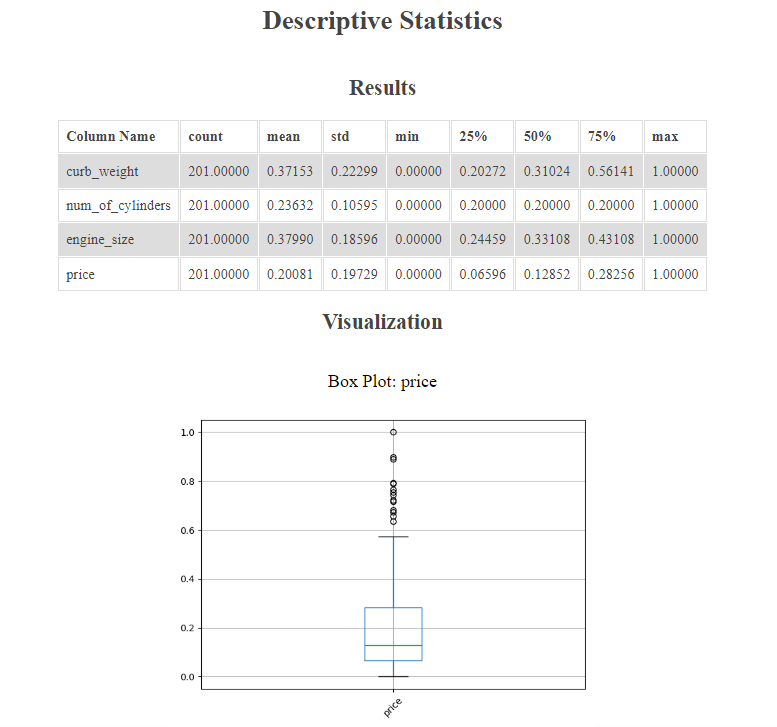 Descriptive Statistics
Results
Column Name count mean std min 25% 50% 75% max
curb_weight 201.00000 0.37153 0.22299 0.00000 0.20272 0.31024 0.56141 1.00000
num_of_cylinders 201.00000 0.23632 0.10595 0.00000 0.20000 0.20000 0.20000 1.00000
engine_size 201.00000 0.37990 0.18596 0.00000 0.24459 0.33108 0.43108 1.00000
price 201.00000 0.20081 0.19729 0.00000 0.06596 0.12852 0.28256 1.00000
Visualization
Box Plot: price
1.0
0.8
0.6
0.4
0.2
0.0
price